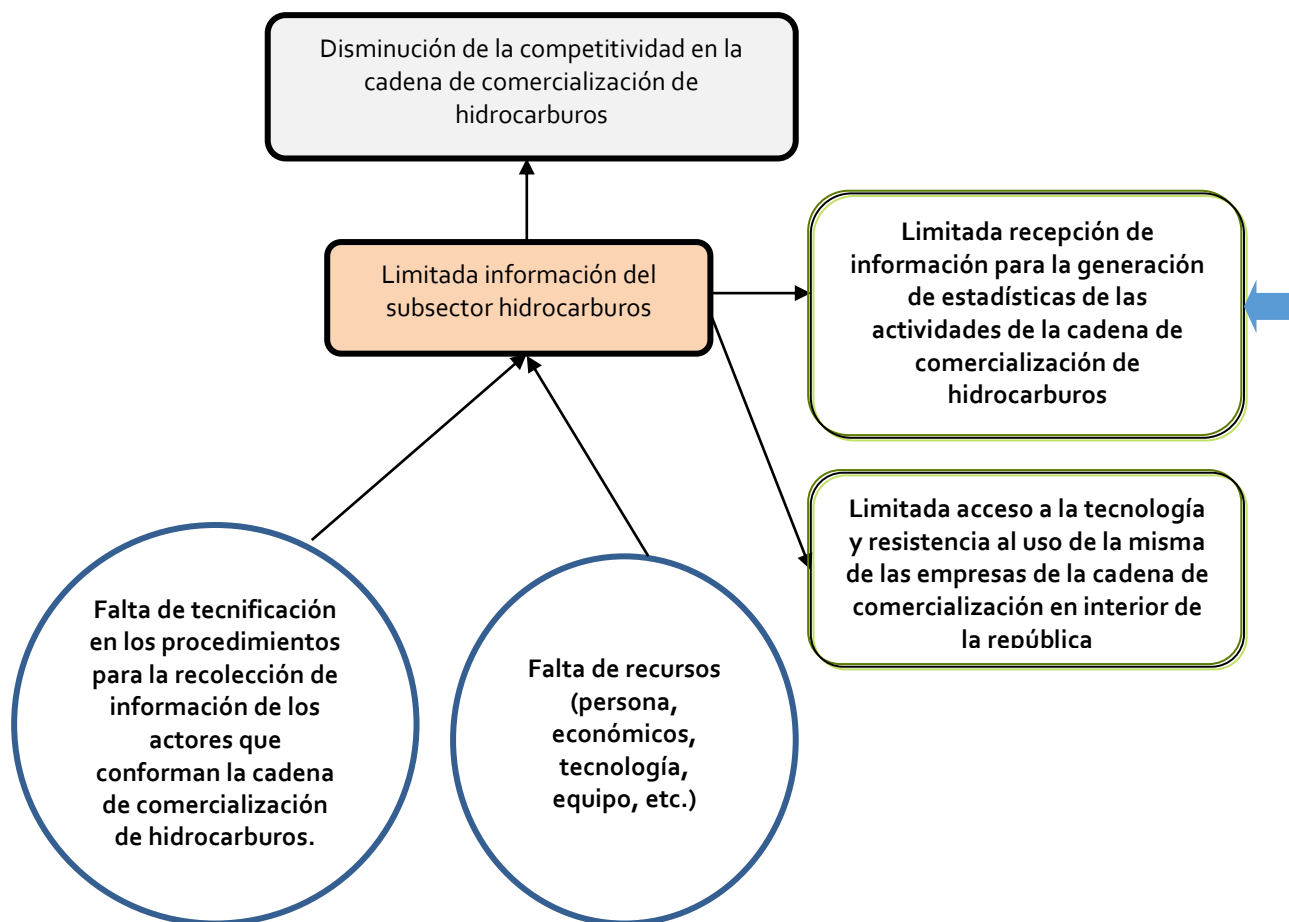 Disminución de la competitividad en la
cadena de comercialización de
hidrocarburos
Limitada información del
subsector hidrocarburos
Limitada recepción de
información para la generación
de estadísticas de las
actividades de la cadena de
comercialización de
hidrocarburos
Limitada acceso a la tecnología
y resistencia al uso de la misma
de las empresas de la cadena de
comercialización en interior de
la república
Falta de tecnificación
en los procedimientos
para la recolección de
información de los
actores que
conforman la cadena
de comercialización
de hidrocarburos.
Falta de recursos
(persona,
económicos,
tecnología,
equipo, etc.)